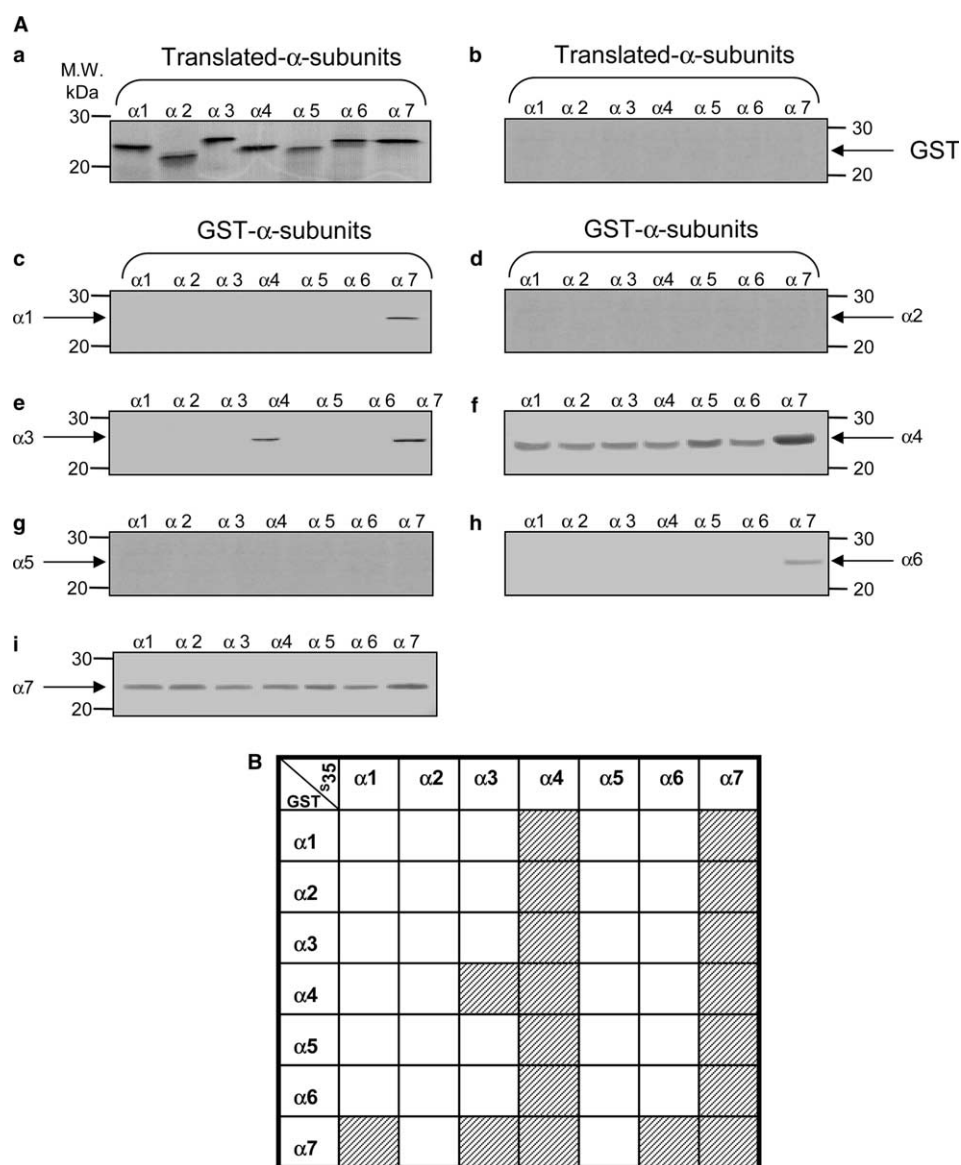 A
a
Translated-α-subunits
M.W.
kDa
α1 α 2 α 3 α4 α 5 α 6 α 7
30
20
b
Translated-α-subunits
α1 α 2 α 3 α4 α 5 α 6 α 7
30
GST
20
c
GST-α-subunits
α1 α 2 α 3 α4 α 5 α 6 α 7
30
α1
20
d
GST-α-subunits
α1 α 2 α 3 α4 α 5 α 6 α 7
30
α2
20
e
α1 α 2 α 3 α4 α 5 α 6 α 7
30
α3
20
f
α1 α 2 α 3 α4 α 5 α 6 α 7
30
α4
20
g
α1 α 2 α 3 α4 α 5 α 6 α 7
30
α5
20
h
α1 α 2 α 3 α4 α 5 α 6 α 7
30
α6
20
i
α1 α 2 α 3 α4 α 5 α 6 α 7
30
α7
20
B
GST s35 α1 α2 α3 α4 α5 α6 α7
α1
α2
α3
α4
α5
α6
α7